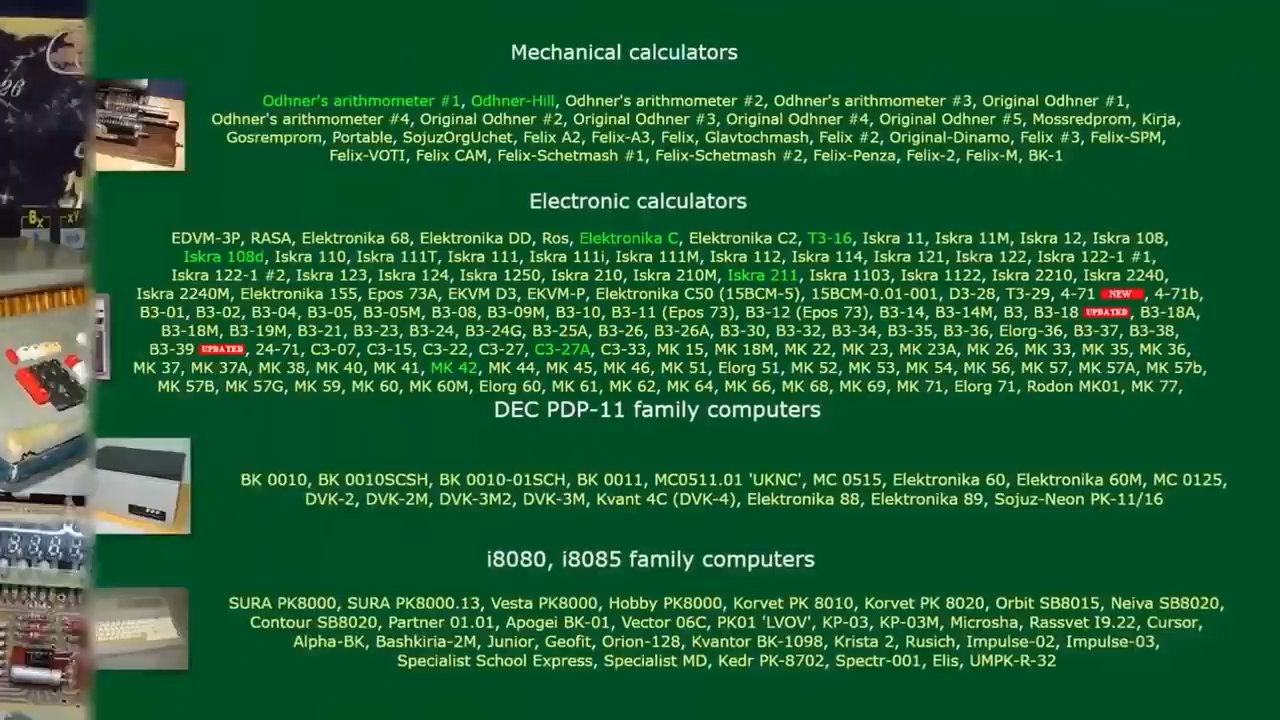 Mechanical calculators
Odhner's arithmometer #1, Odhner-Hill, Odhner's arithmometer #2, Odhner's arithmometer #3, Original Odhner #1,
Odhner's arithmometer #4, Original Odhner #2, Original Odhner #3, Original Odhner #4, Original Odhner #5, Mossredprom, Kirja,
Gosremprom, Portable, SojuzOrgUchet, Felix A2, Felix-A3, Felix, Glavtochmash, Felix #2, Original-Dinamo, Felix #3, Felix-SPM,
Felix-VOTI, Felix CAM, Felix-Schetmash #1, Felix-Schetmash #2, Felix-Penza, Felix-2, Felix-M, BK-1
Electronic calculators
EDVM-3P, RASA, Elektronika 68, Elektronika DD, Ros, Elektronika C, Elektronika C2, T3-16, Iskra 11, Iskra 11M, Iskra 12, Iskra 108,
Iskra 108d, Iskra 110, Iskra 111T, Iskra 111, Iskra 111i, Iskra 111M, Iskra 112, Iskra 114, Iskra 121, Iskra 122, Iskra 122-1 #1,
Iskra 122-1 #2, Iskra 123, Iskra 124, Iskra 1250, Iskra 210, Iskra 210M, Iskra 211, Iskra 1103, Iskra 1122, Iskra 2210, Iskra 2240,
Iskra 2240M, Elektronika 155, Epos 73A, EKVM D3, EKVM-P, Elektronika C50 (15BCM-5), 15BCM-0.01-001, D3-28, T3-29, 4-71 NEW, 4-71b,
B3-01, B3-02, B3-04, B3-05, B3-05M, B3-08, B3-09M, B3-10, B3-11 (Epos 73), B3-12 (Epos 73), B3-14, B3-14M, B3, B3-18 UPDATED, B3-18A,
B3-18M, B3-19M, B3-21, B3-23, B3-24, B3-24G, B3-25A, B3-26, B3-26A, B3-30, B3-32, B3-34, B3-35, B3-36, Elorg-36, B3-37, B3-38,
B3-39 UPDATED, 24-71, C3-07, C3-15, C3-22, C3-27, C3-27A, C3-33, MK 15, MK 18M, MK 22, MK 23, MK 23A, MK 26, MK 33, MK 35, MK 36,
MK 37, MK 37A, MK 38, MK 40, MK 41, MK 42, MK 44, MK 45, MK 46, MK 51, Elorg 51, MK 52, MK 53, MK 54, MK 56, MK 57, MK 57A, MK 57b,
MK 57B, MK 57G, MK 59, MK 60, MK 60M, Elorg 60, MK 61, MK 62, MK 64, MK 66, MK 68, MK 69, MK 71, Elorg 71, Rodon MK01, MK 77,
DEC PDP-11 family computers
BK 0010, BK 0010SCSH, BK 0010-01SCH, BK 0011, MC0511.01 'UKNC', MC 0515, Elektronika 60, Elektronika 60M, MC 0125,
DVK-2, DVK-2M, DVK-3M2, DVK-3M, Kvant 4C (DVK-4), Elektronika 88, Elektronika 89, Sojuz-Neon PK-11/16
i8080, i8085 family computers
SURA PK8000, SURA PK8000.13, Vesta PK8000, Hobby PK8000, Korvet PK 8010, Korvet PK 8020, Orbit SB8015, Neiva SB8020,
Contour SB8020, Partner 01.01, Apogei BK-01, Vector 06C, PK01 'LVOV', KP-03, KP-03M, Microsha, Rassvet I9.22, Cursor,
Alpha-BK, Bashkiria-2M, Junior, Geofit, Orion-128, Kvantor BK-1098, Krista 2, Rusich, Impulse-02, Impulse-03,
Specialist School Express, Specialist MD, Kedr PK-8702, Spectr-001, Elis, UMPK-R-32